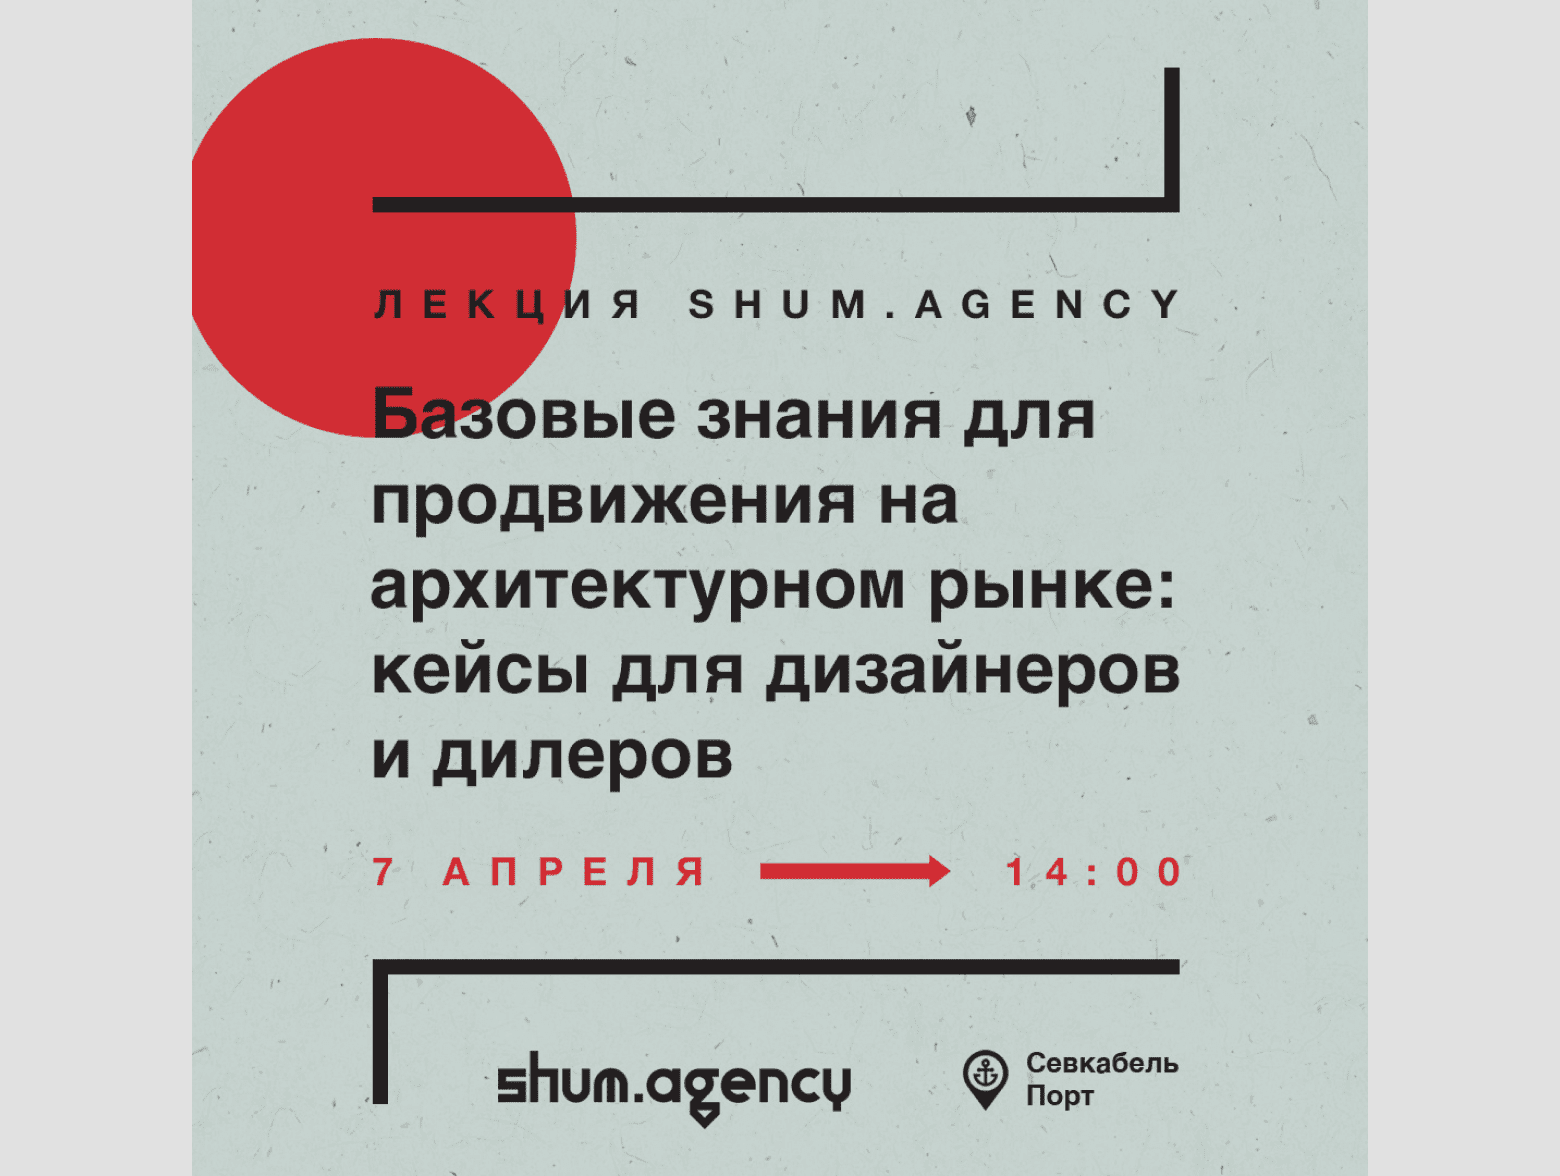 ЛЕКЦИЯ SHUM.AGENCY
Базовые знания для
продвижения на
архитектурном рынке:
кейсы для дизайнеров
и дилеров
7 АПРЕЛЯ 14:00
shum.agency
Севкабель
Порт